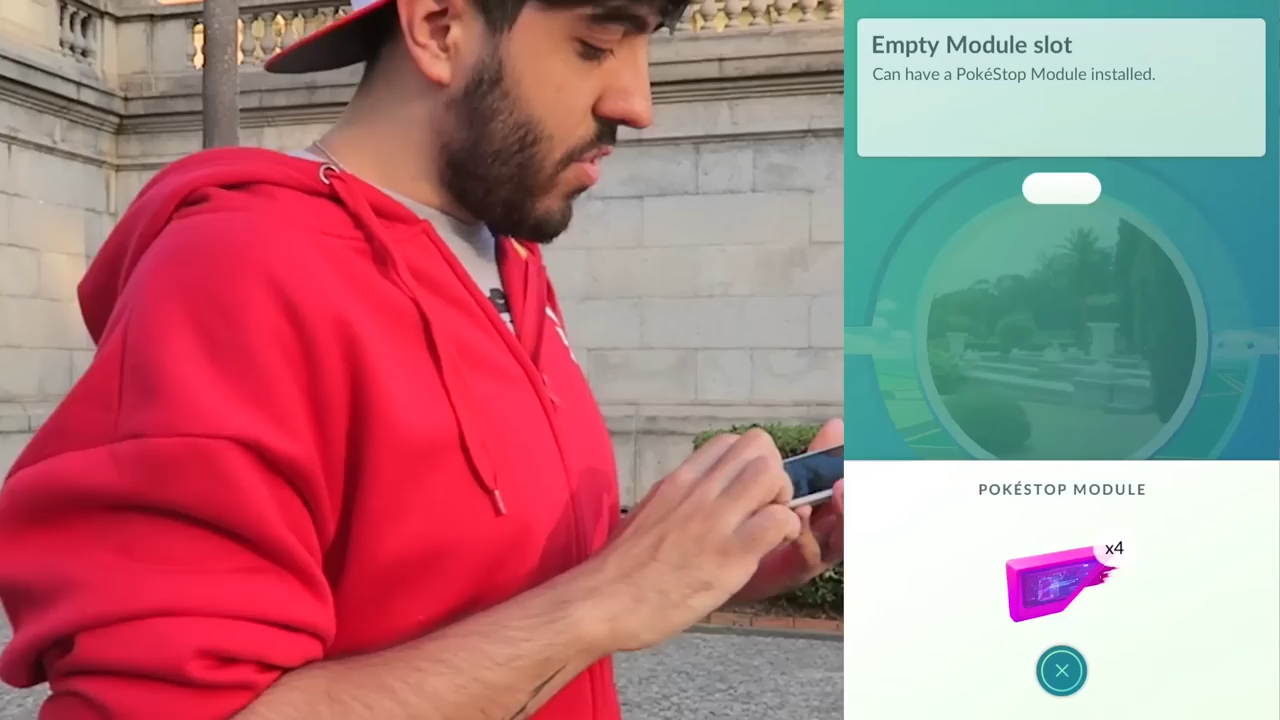 Empty Module slot
Can have a PokéStop Module installed.
POKÉSTOP MODULE
x4